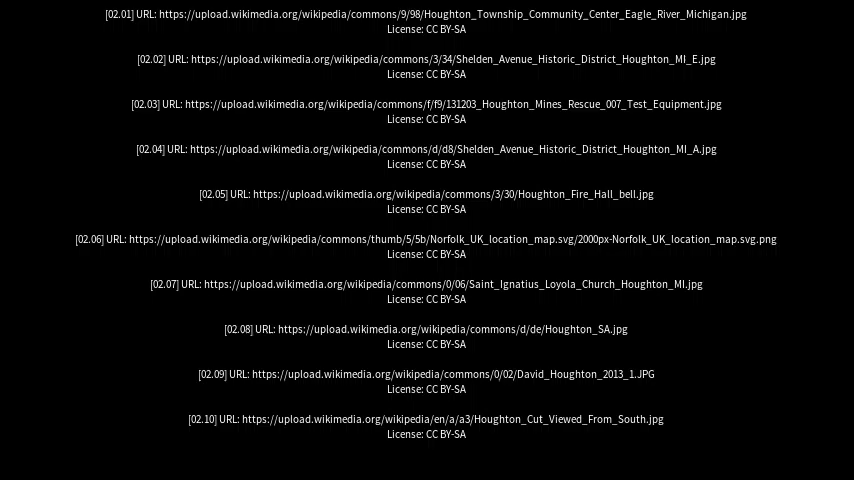 [02.01] URL: https://upload.wikimedia.org/wikipedia/commons/9/98/Houghton_Township_Community_Center_Eagle_River_Michigan.jpg
License: CC BY-SA
[02.02] URL: https://upload.wikimedia.org/wikipedia/commons/3/34/Shelden_Avenue_Historic_District_Houghton_MI_E.jpg
License: CC BY-SA
[02.03] URL: https://upload.wikimedia.org/wikipedia/commons/f/f9/131203_Houghton_Mines_Rescue_007_Test_Equipment.jpg
License: CC BY-SA
[02.04] URL: https://upload.wikimedia.org/wikipedia/commons/d/d8/Shelden_Avenue_Historic_District_Houghton_MI_A.jpg
License: CC BY-SA
[02.05] URL: https://upload.wikimedia.org/wikipedia/commons/3/30/Houghton_Fire_Hall_bell.jpg
License: CC BY-SA
[02.06] URL: https://upload.wikimedia.org/wikipedia/commons/thumb/5/5b/Norfolk_UK_location_map.svg/2000px-Norfolk_UK_location_map.svg.png
License: CC BY-SA
[02.07] URL: https://upload.wikimedia.org/wikipedia/commons/0/06/Saint_Ignatius_Loyola_Church_Houghton_MI.jpg
License: CC BY-SA
[02.08] URL: https://upload.wikimedia.org/wikipedia/commons/d/de/Houghton_SA.jpg
License: CC BY-SA
[02.09] URL: https://upload.wikimedia.org/wikipedia/commons/0/02/David_Houghton_2013_1.JPG
License: CC BY-SA
[02.10] URL: https://upload.wikimedia.org/wikipedia/en/a/a3/Houghton_Cut_Viewed_From_South.jpg
License: CC BY-SA